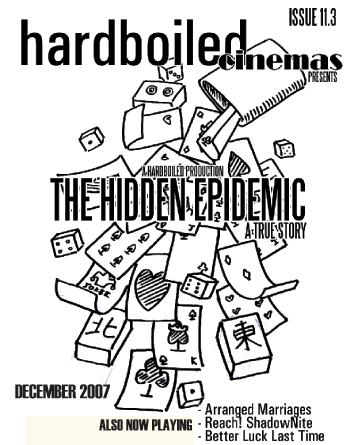 ISSUE 11.3
hardboiled
cinemas
PRESENTS
A HARDBOILED PRODUCTION
THE HIDDEN EPIDEMIC
A TRUE STORY
J
JOKER
K
北
東
DECEMBER 2007
ALSO NOW PLAYING
- Arranged Marriages
- Reach! ShadowNite
- Better Luck Last Time